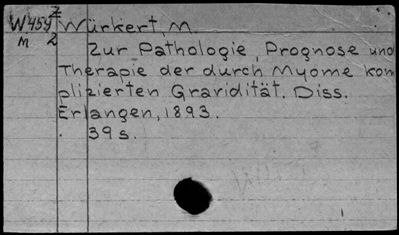 W459 Z Würkert, M.
M 2
Zur Pathologie, Prognose und
Therapie der durch Myome kom
plizierten Gravidität. Diss.
Erlangen, 1893.
39 s.